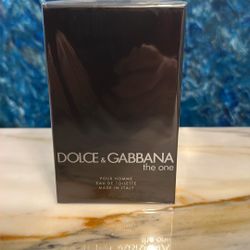 DOLCE & GABBANA
the one
POUR HOMME
EAU DE TOILETTE
MADE IN ITALY